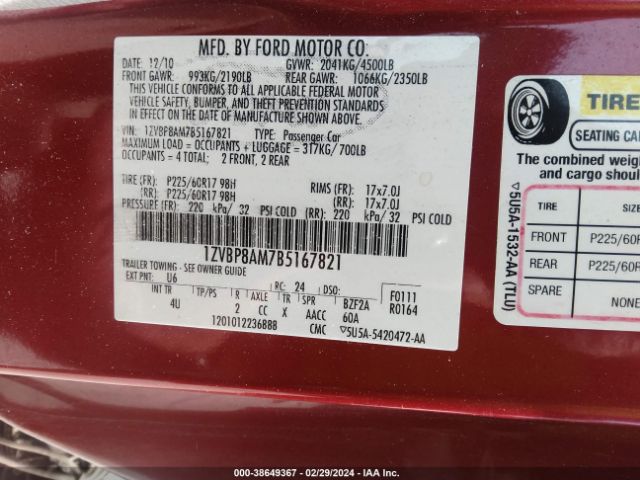 MFD. BY FORD MOTOR CO.
DATE: 12/10 GVWR: 2041KG/4500LB
FRONT GAWR: 993KG/2190LB REAR GAWR: 1066KG/2350LB
THIS VEHICLE CONFORMS TO ALL APPLICABLE FEDERAL MOTOR
VEHICLE SAFETY, BUMPER, AND THEFT PREVENTION STANDARDS
IN EFFECT ON THE DATE OF MANUFACTURE SHOWN ABOVE.
VIN: 1ZVBP8AM7B5167821 TYPE: Passenger Car
MAXIMUM LOAD = OCCUPANTS + LUGGAGE = 317KG/700LB
OCCUPANTS = 4 TOTAL; 2 FRONT, 2 REAR
TIRE (FR): P225/60R17 98H RIMS (FR): 17x7.0J
(RR): P225/60R17 98H (RR): 17x7.0J
PRESSURE (FR): 220 kPa/ 32 PSI COLD (RR): 220 kPa/ 32 PSI COLD
1ZVBP8AM7B5167821
TRAILER TOWING - SEE OWNER GUIDE
EXT PNT: U6 RC: 24 DSO: F0111
INT TR TP/PS R AXLE TR SPR BZF2A R0164
4U 2 CC X AACC 60A
1201012236BBB CMC ▽5U5A-5420472-AA
TIRE
SEATING CA
The combined weig
and cargo shoul
▽5U5A-1532-AA (TLU)
TIRE SIZ
FRONT P225/60R
REAR P225/60R
SPARE NONE
000-38649367 - 02/29/2024 - IAAI.COM